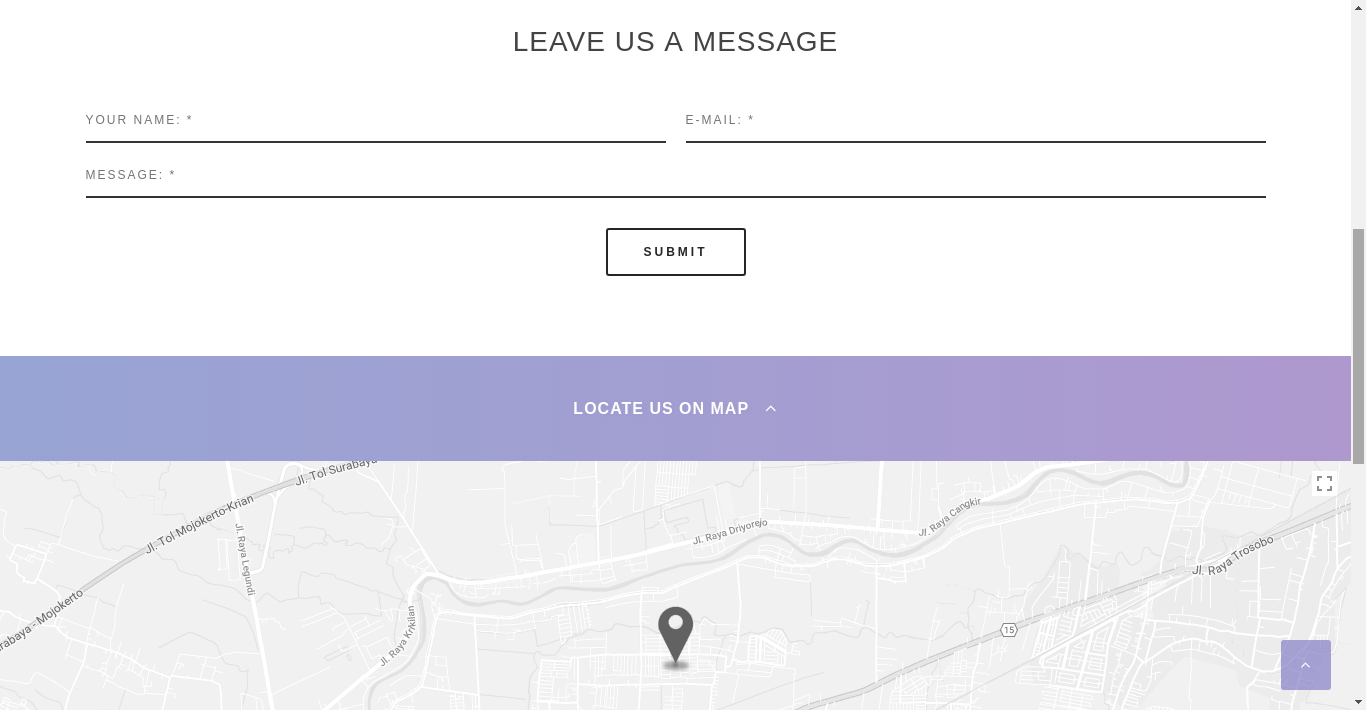 LEAVE US A MESSAGE
YOUR NAME: *
E-MAIL: *
MESSAGE: *
SUBMIT
LOCATE US ON MAP
Jl. Tol Surabaya
Jl. Tol Mojokerto-Krian
Jl. Raya Legundi
Jl. Raya Driyorejo
Jl. Raya Cangkir
Jl. Raya Trosobo
rabaya - Mojokerto
Jl. Raya Krikilan
15